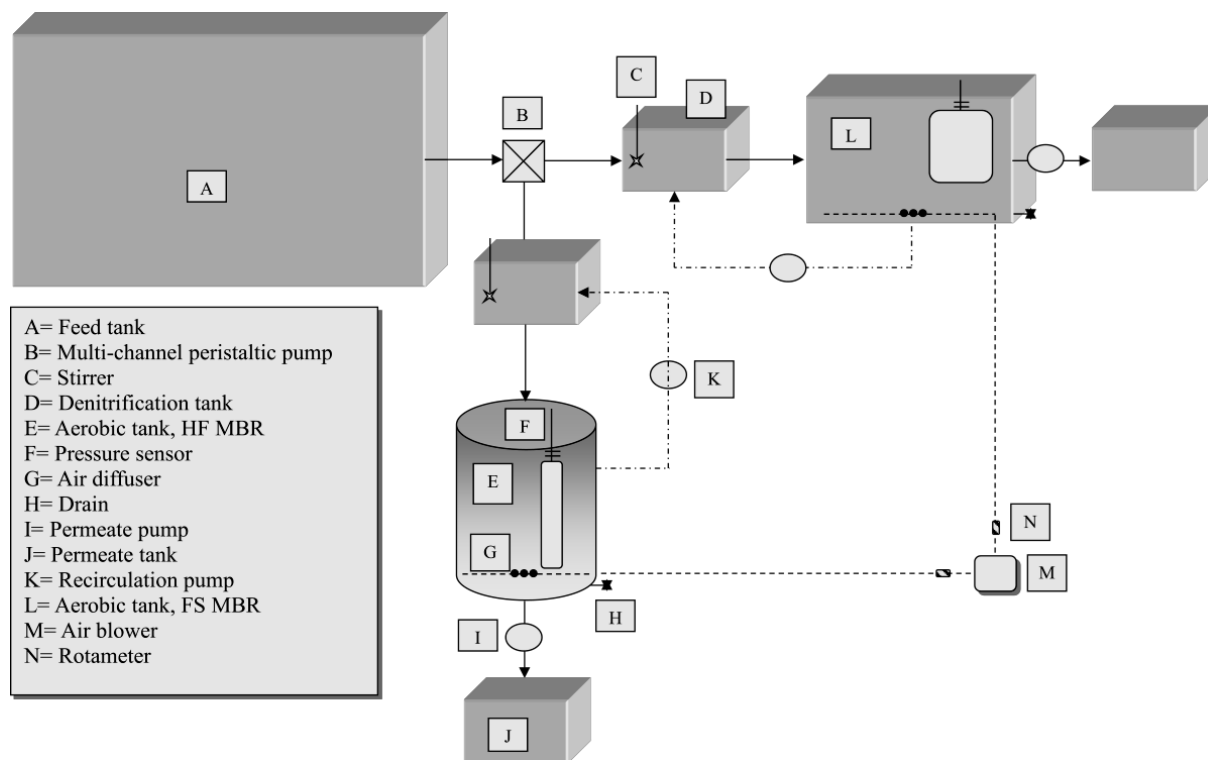 C
D
B
L
A
A= Feed tank
B= Multi-channel peristaltic pump
C= Stirrer
D= Denitrification tank
E= Aerobic tank, HF MBR
F= Pressure sensor
G= Air diffuser
H= Drain
I= Permeate pump
J= Permeate tank
K= Recirculation pump
L= Aerobic tank, FS MBR
M= Air blower
N= Rotameter
K
F
E
G
N
M
H
I
J